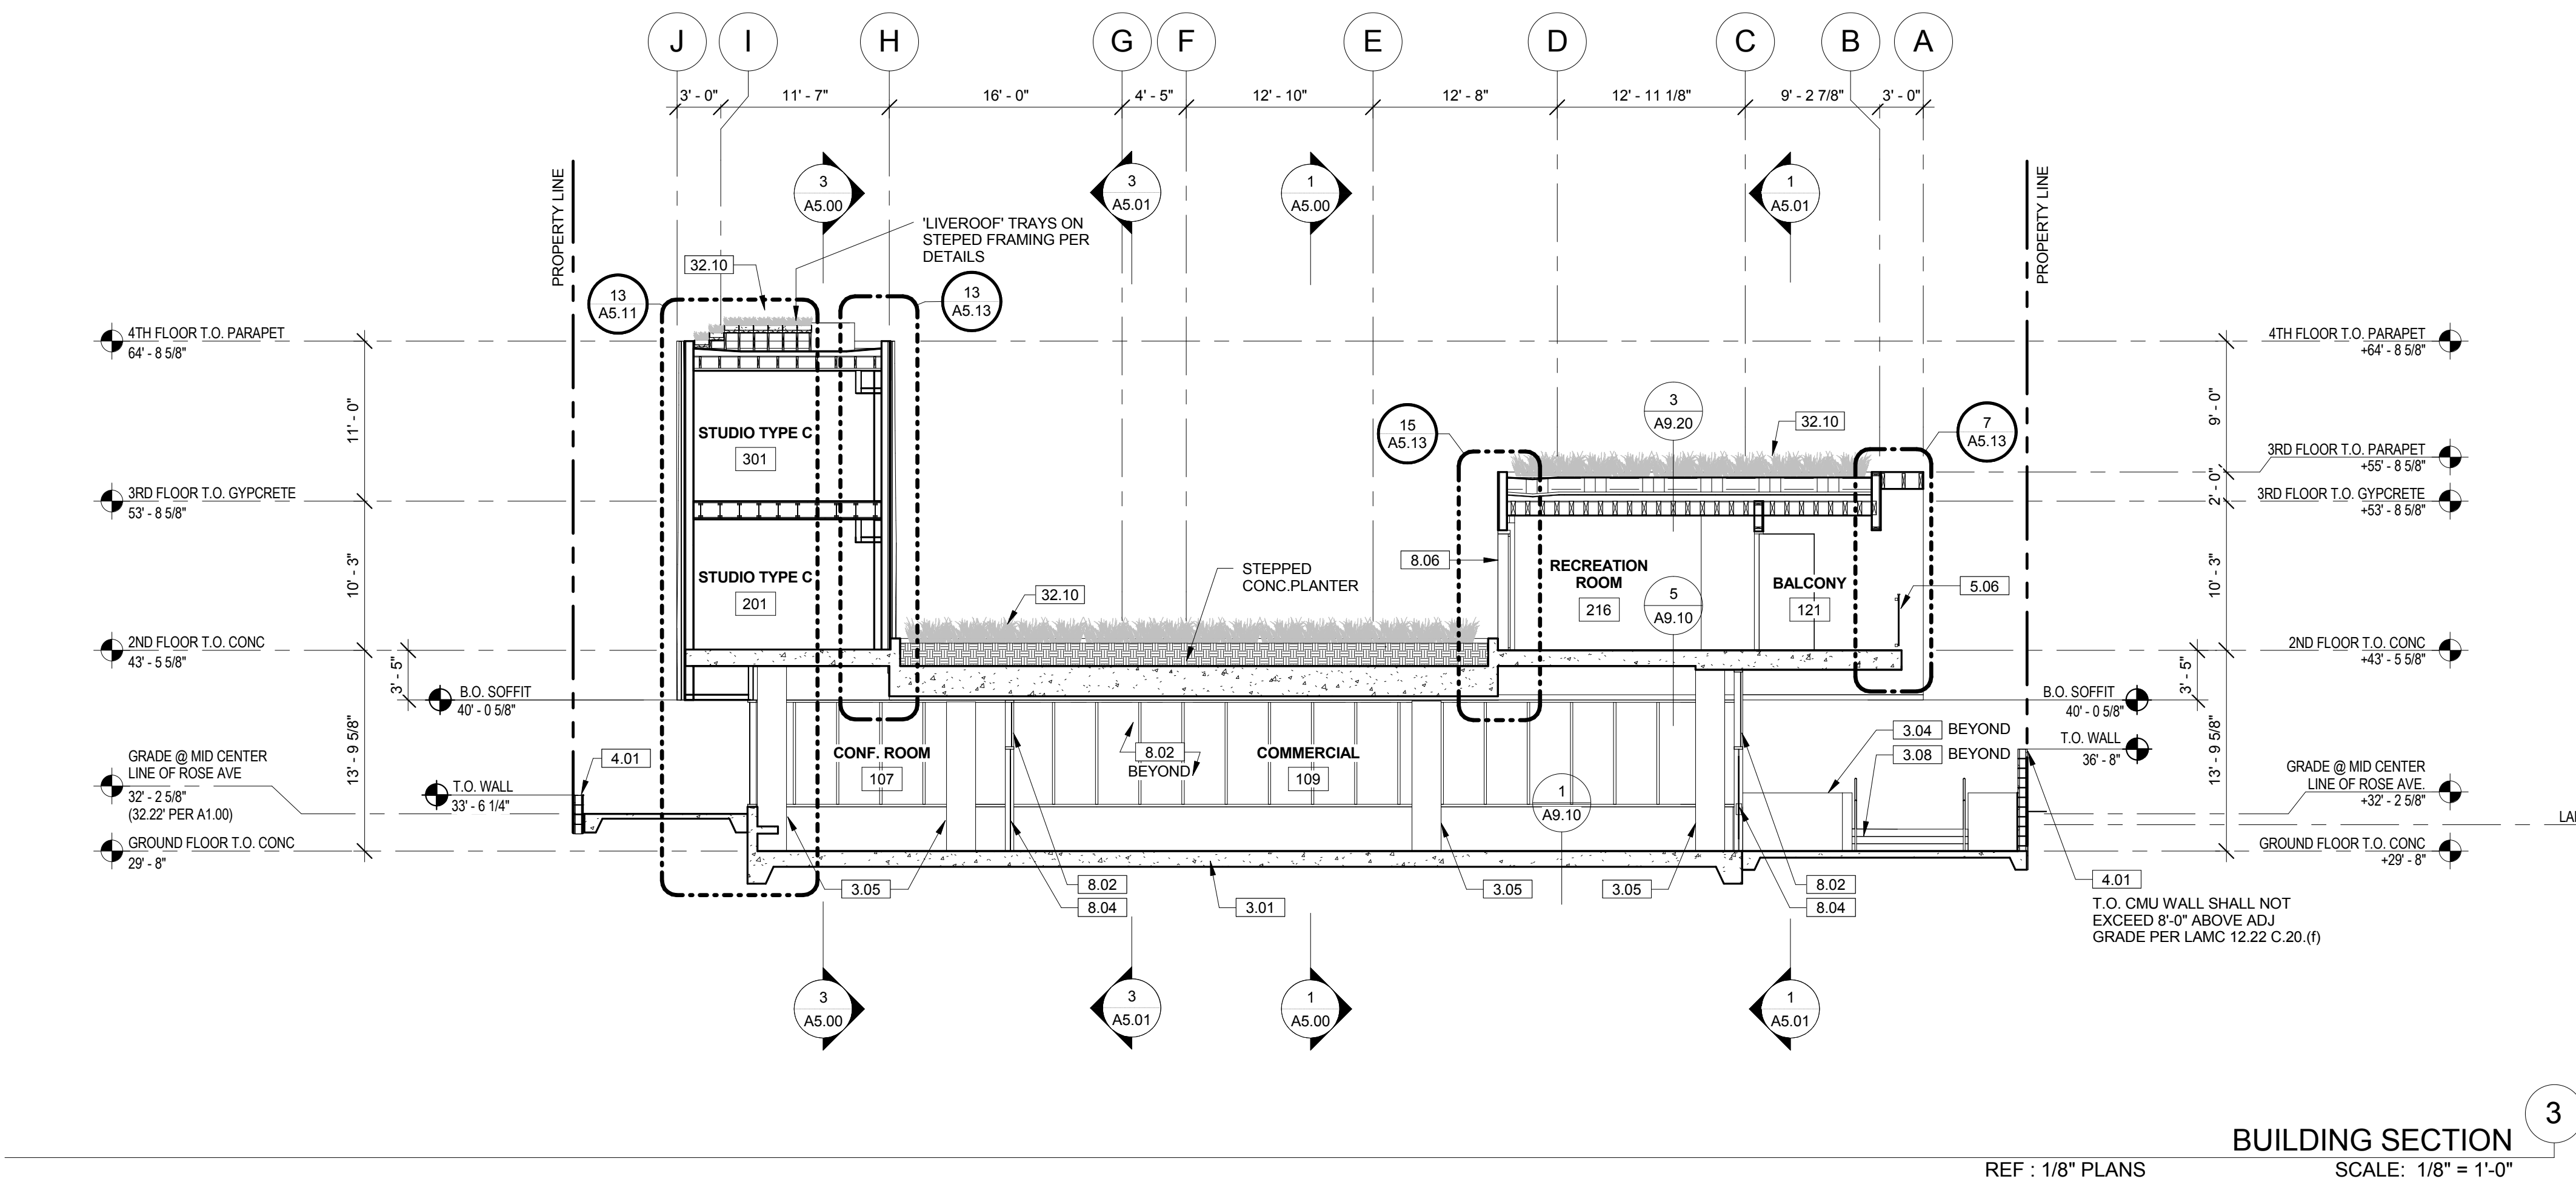 J I H G F E D C B A
3' - 0" 11' - 7" 16' - 0" 4' - 5" 12' - 10" 12' - 8" 12' - 11 1/8" 9' - 2 7/8" 3' - 0"
PROPERTY LINE
PROPERTY LINE
3
A5.00
3
A5.01
1
A5.00
1
A5.01
'LIVEROOF' TRAYS ON
STEPED FRAMING PER
DETAILS
32.10
13
A5.11
13
A5.13
4TH FLOOR T.O. PARAPET
64' - 8 5/8"
11' - 0"
3RD FLOOR T.O. GYPCRETE
53' - 8 5/8"
10' - 3"
2ND FLOOR T.O. CONC
43' - 5 5/8"
3' - 5"
B.O. SOFFIT
40' - 0 5/8"
13' - 9 5/8"
GRADE @ MID CENTER
LINE OF ROSE AVE
32' - 2 5/8"
(32.22' PER A1.00)
T.O. WALL
33' - 6 1/4"
GROUND FLOOR T.O. CONC
29' - 8"
4.01
STUDIO TYPE C
301
STUDIO TYPE C
201
32.10
STEPPED
CONC.PLANTER
15
A5.13
3
A9.20
32.10
7
A5.13
8.06
RECREATION
ROOM
216
5
A9.10
BALCONY
121
5.06
CONF. ROOM
107
8.02
BEYOND
COMMERCIAL
109
1
A9.10
3.04 BEYOND
3.08 BEYOND
3.05
8.02
8.04
3.01
3.05
3.05
8.02
8.04
4.01
T.O. CMU WALL SHALL NOT
EXCEED 8'-0" ABOVE ADJ
GRADE PER LAMC 12.22 C.20.(f)
4TH FLOOR T.O. PARAPET
+64' - 8 5/8"
9' - 0"
3RD FLOOR T.O. PARAPET
+55' - 8 5/8"
2' - 0"
3RD FLOOR T.O. GYPCRETE
+53' - 8 5/8"
10' - 3"
2ND FLOOR T.O. CONC
+43' - 5 5/8"
3' - 5"
B.O. SOFFIT
40' - 0 5/8"
T.O. WALL
36' - 8"
13' - 9 5/8"
GRADE @ MID CENTER
LINE OF ROSE AVE.
+32' - 2 5/8"
GROUND FLOOR T.O. CONC
+29' - 8"
3
A5.00
3
A5.01
1
A5.00
1
A5.01
3
BUILDING SECTION
REF : 1/8" PLANS
SCALE: 1/8" = 1'-0"